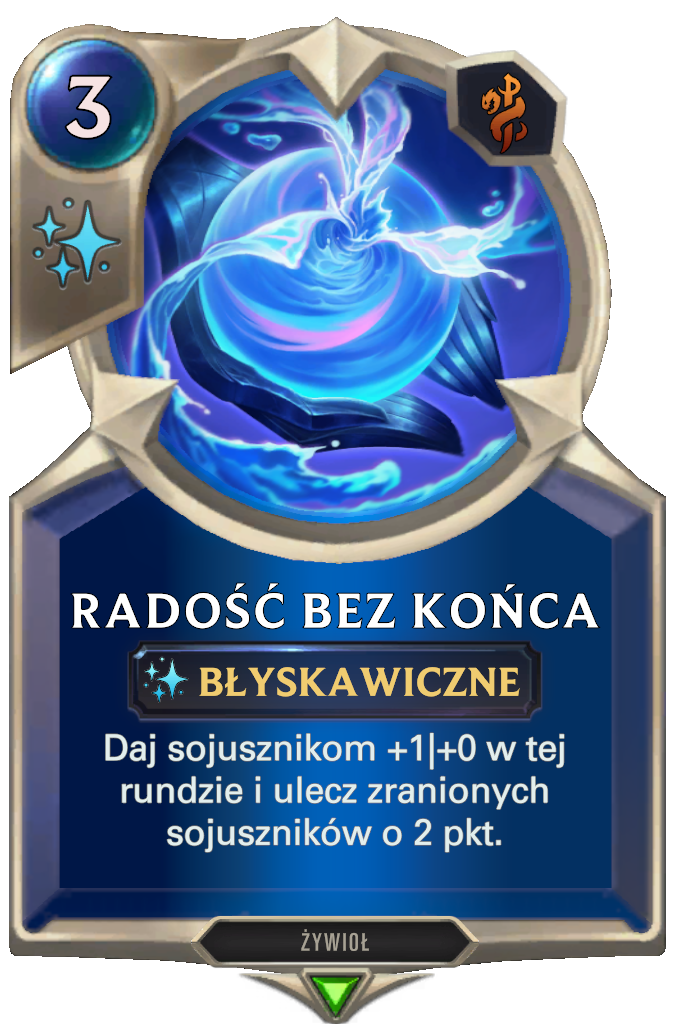 3
RADOŚĆ BEZ KOŃCA
BŁYSKAWICZNE
Daj sojusznikom +1|+0 w tej
rundzie i ulecz zranionych
sojuszników o 2 pkt.
ŻYWIOŁ